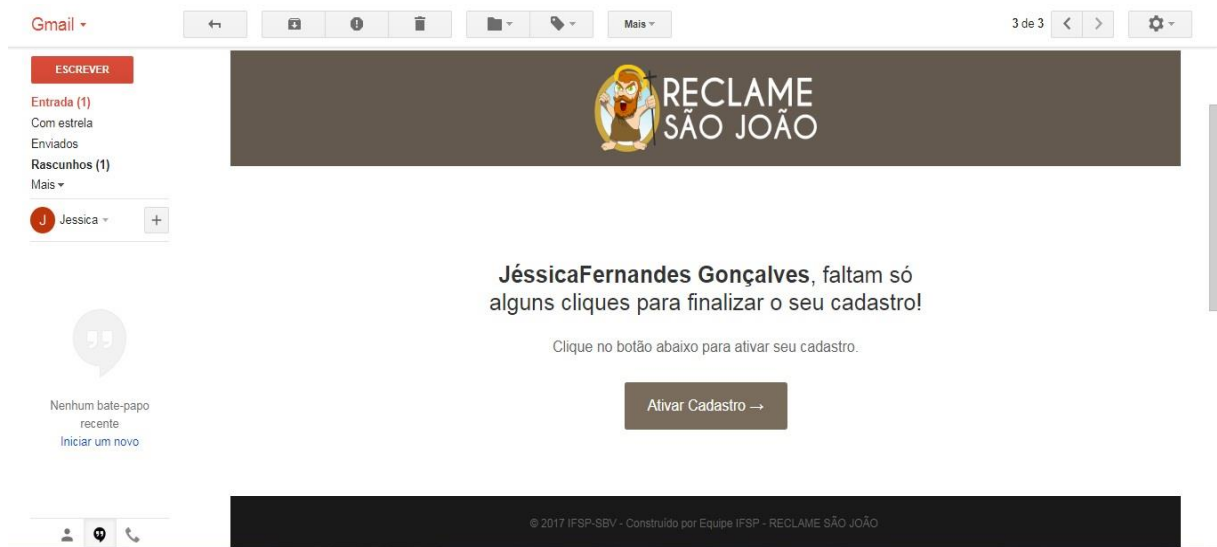 Gmail
Mais
3 de 3
ESCREVER
Entrada (1)
Com estrela
Enviados
Rascunhos (1)
Mais
J Jessica
RECLAME
SÃO JOÃO
JéssicaFernandes Gonçalves, faltam só
alguns cliques para finalizar o seu cadastro!
Clique no botão abaixo para ativar seu cadastro.
Ativar Cadastro →
Nenhum bate-papo
recente
Iniciar um novo
© 2017 IFSP-SBV - Construído por Equipe IFSP - RECLAME SÃO JOÃO